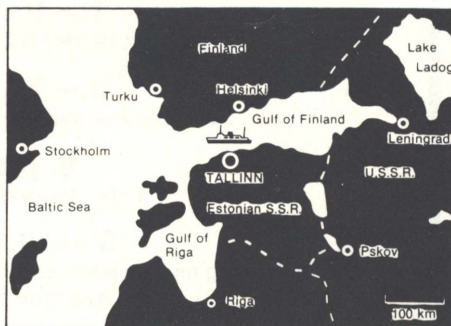 Finland
Lake
Ladog
Turku
Helsinki
Gulf of Finland
Leningrad
Stockholm
TALLINN
U.S.S.R.
Baltic Sea
Estonian S.S.R.
Gulf of
Riga
Pskov
Riga
100 km